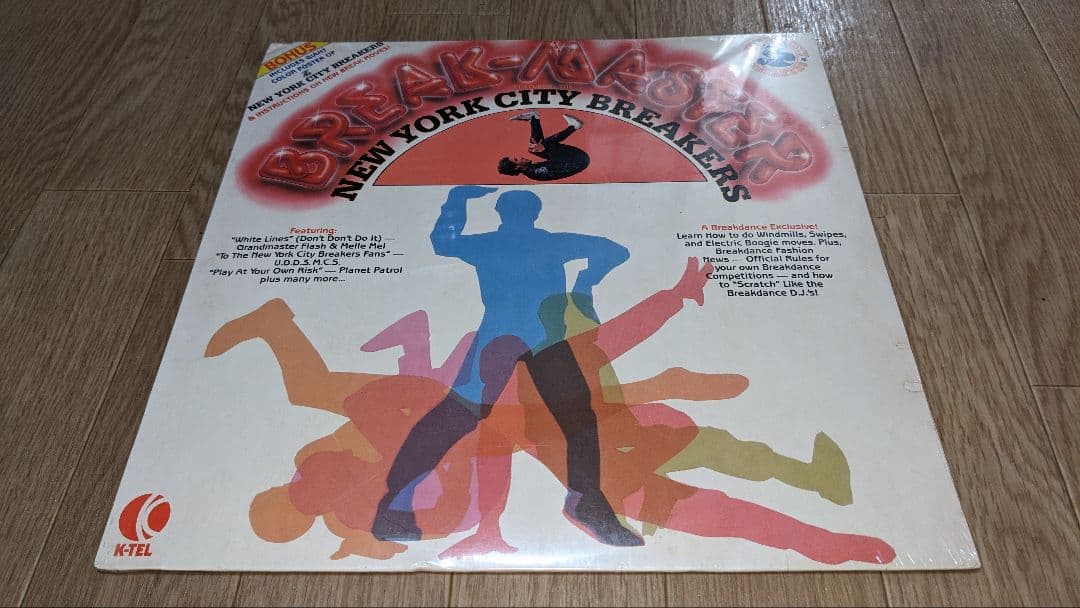 BONUS
INCLUDES GIANT
COLOR POSTER OF
NEW YORK CITY BREAKERS
& INSTRUCTIONS ON NEW BREAK MOVES!
BREAK-MASTER
NEW YORK CITY BREAKERS
Featuring:
"White Lines" (Don't Don't Do It) —
Grandmaster Flash & Melle Mel
"To The New York City Breakers Fans" —
U.D.D.S. M.C.S.
"Play At Your Own Risk" — Planet Patrol
plus many more...
A Breakdance Exclusive!
Learn How to do Windmills, Swipes,
and Electric Boogie moves. Plus,
Breakdance Fashion
News — Official Rules for
your own Breakdance
Competitions — and how
to "Scratch" Like the
Breakdance D.J.'s!
K-TEL